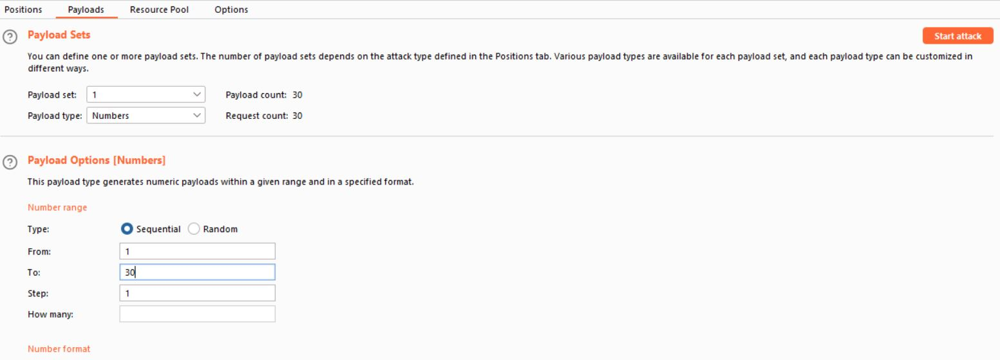 Positions Payloads Resource Pool Options
Payload Sets
Start attack
You can define one or more payload sets. The number of payload sets depends on the attack type defined in the Positions tab. Various payload types are available for each payload set, and each payload type can be customized in
different ways.
Payload set: 1 Payload count: 30
Payload type: Numbers Request count: 30
Payload Options [Numbers]
This payload type generates numeric payloads within a given range and in a specified format.
Number range
Type: Sequential Random
From: 1
To: 30
Step: 1
How many:
Number format